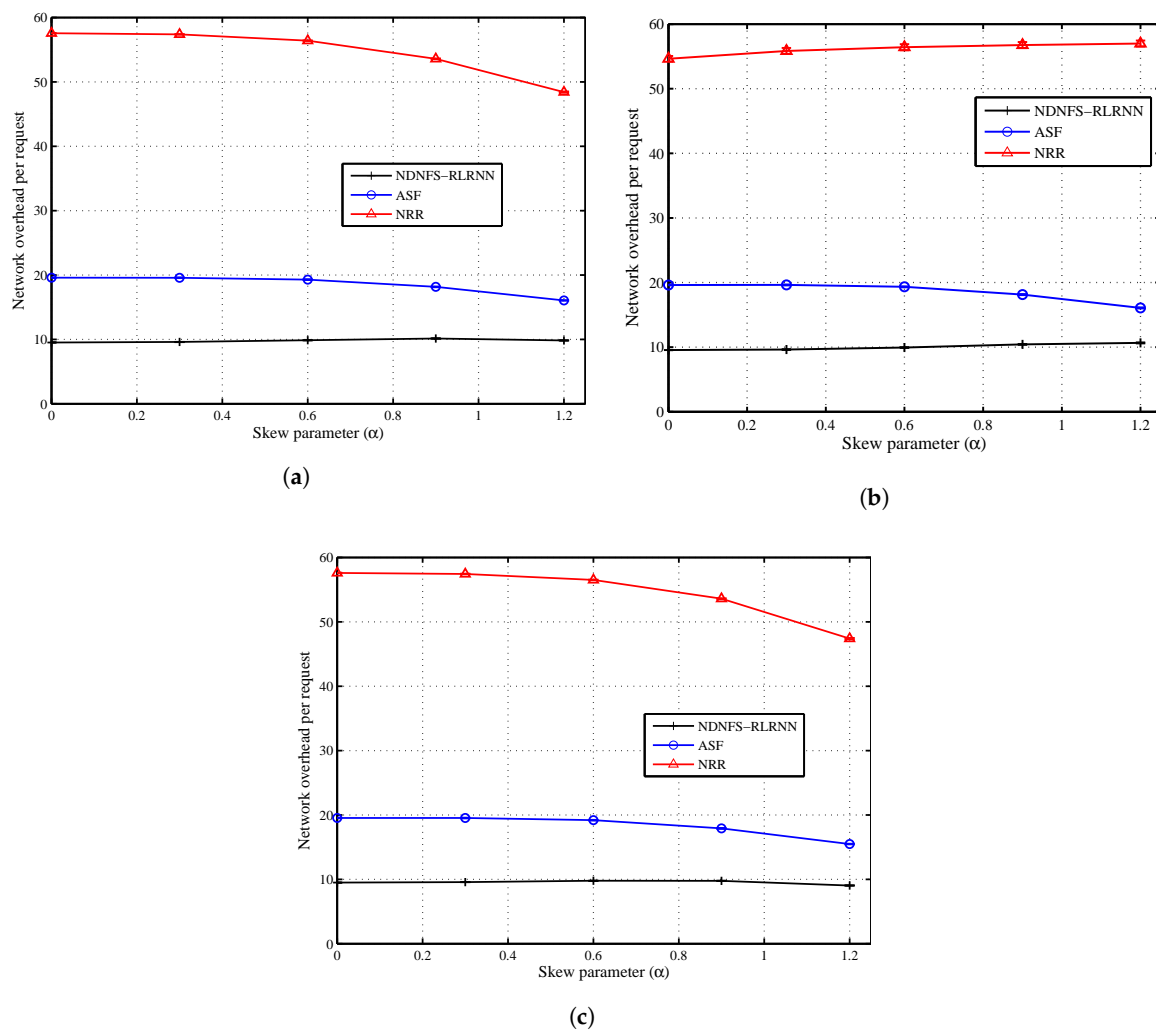 60
50
40
30
20
10
0
Network overhead per request
NDNFS−RLRNN
ASF
NRR
0 0.2 0.4 0.6 0.8 1 1.2
Skew parameter (α)
(a)
60
50
40
30
20
10
0
Network overhead per request
NDNFS−RLRNN
ASF
NRR
0 0.2 0.4 0.6 0.8 1 1.2
Skew parameter (α)
(b)
60
50
40
30
20
10
0
Network overhead per request
NDNFS−RLRNN
ASF
NRR
0 0.2 0.4 0.6 0.8 1 1.2
Skew parameter (α)
(c)